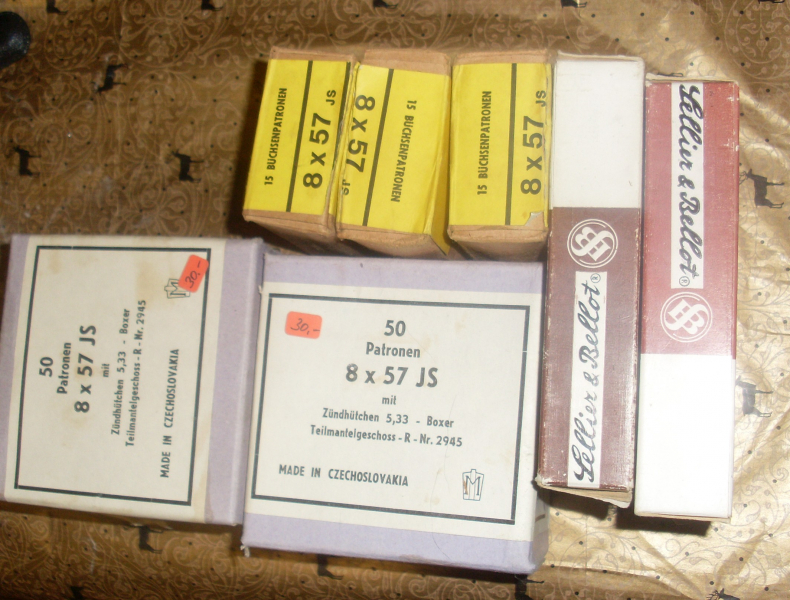 15 BÜCHSENPATRONEN
8 x 57 JS
15 BÜCHSENPATRONEN
8 x 57 JS
15 BÜCHSENPATRONEN
8 x 57 JS
Sellier & Bellot®
Sellier & Bellot®
30,-
50
Patronen
8 x 57 JS
mit
Zündhütchen 5,33 - Boxer
Teilmantelgeschoss - R - Nr. 2945
MADE IN CZECHOSLOVAKIA
30,-
50
Patronen
8 x 57 JS
mit
Zündhütchen 5,33 - Boxer
Teilmantelgeschoss - R - Nr. 2945
MADE IN CZECHOSLOVAKIA